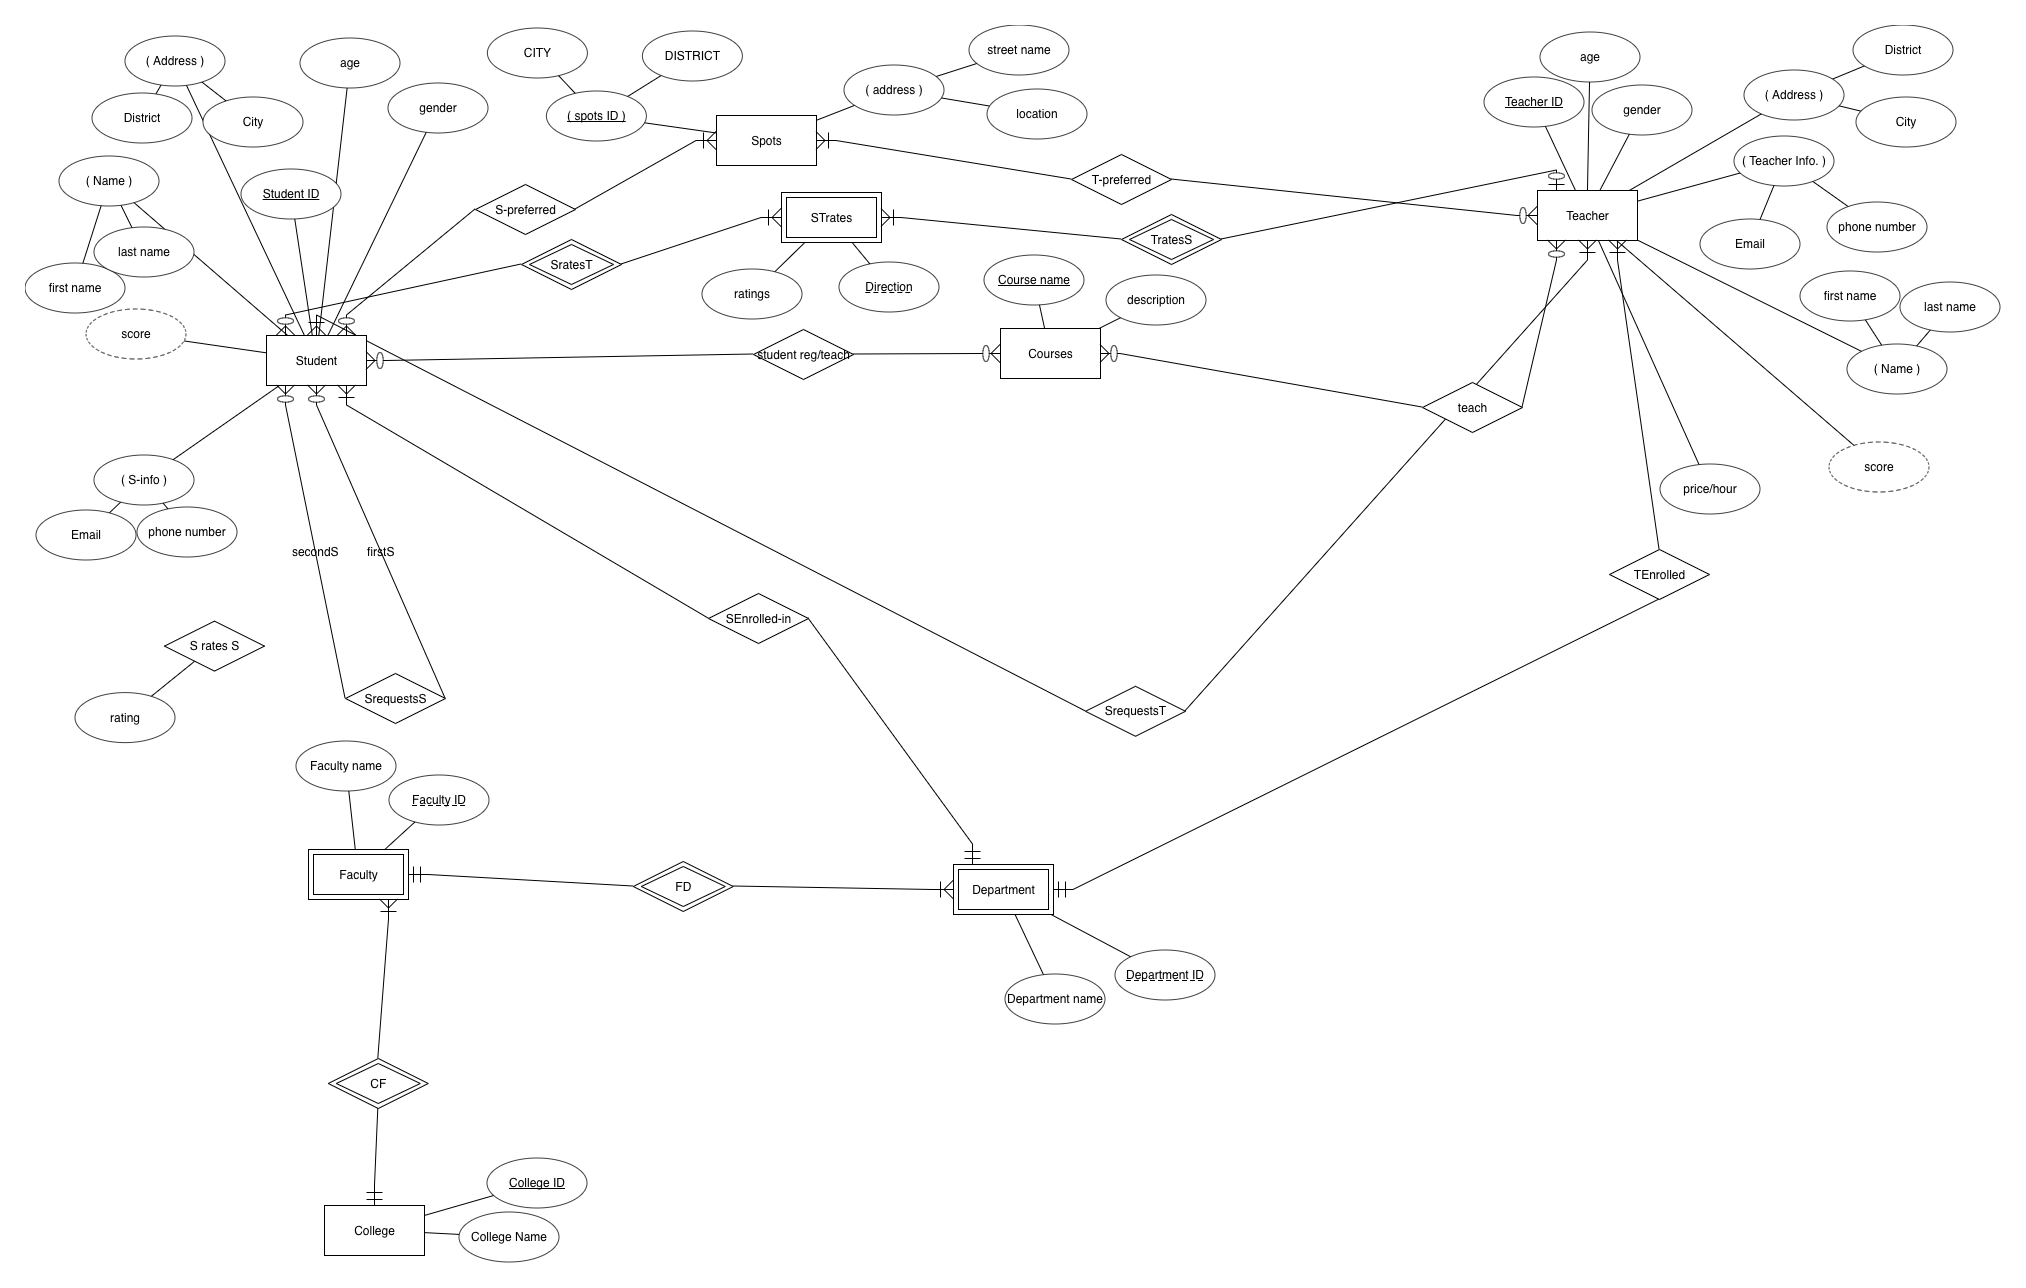 ( Address )
age
CITY
DISTRICT
street name
age
District
District
City
gender
( spots ID )
( address )
location
Teacher ID
gender
( Address )
City
( Name )
Student ID
Spots
T-preferred
( Teacher Info. )
last name
S-preferred
STrates
TratesS
Teacher
phone number
first name
SratesT
Email
ratings
Direction
Course name
description
first name
last name
score
Student
student reg/teach
Courses
( Name )
teach
( S-info )
score
price/hour
Email
phone number
secondS
firstS
TEnrolled
SEnrolled-in
S rates S
SrequestsS
SrequestsT
rating
Faculty name
Faculty ID
Faculty
FD
Department
Department ID
Department name
CF
College ID
College
College Name